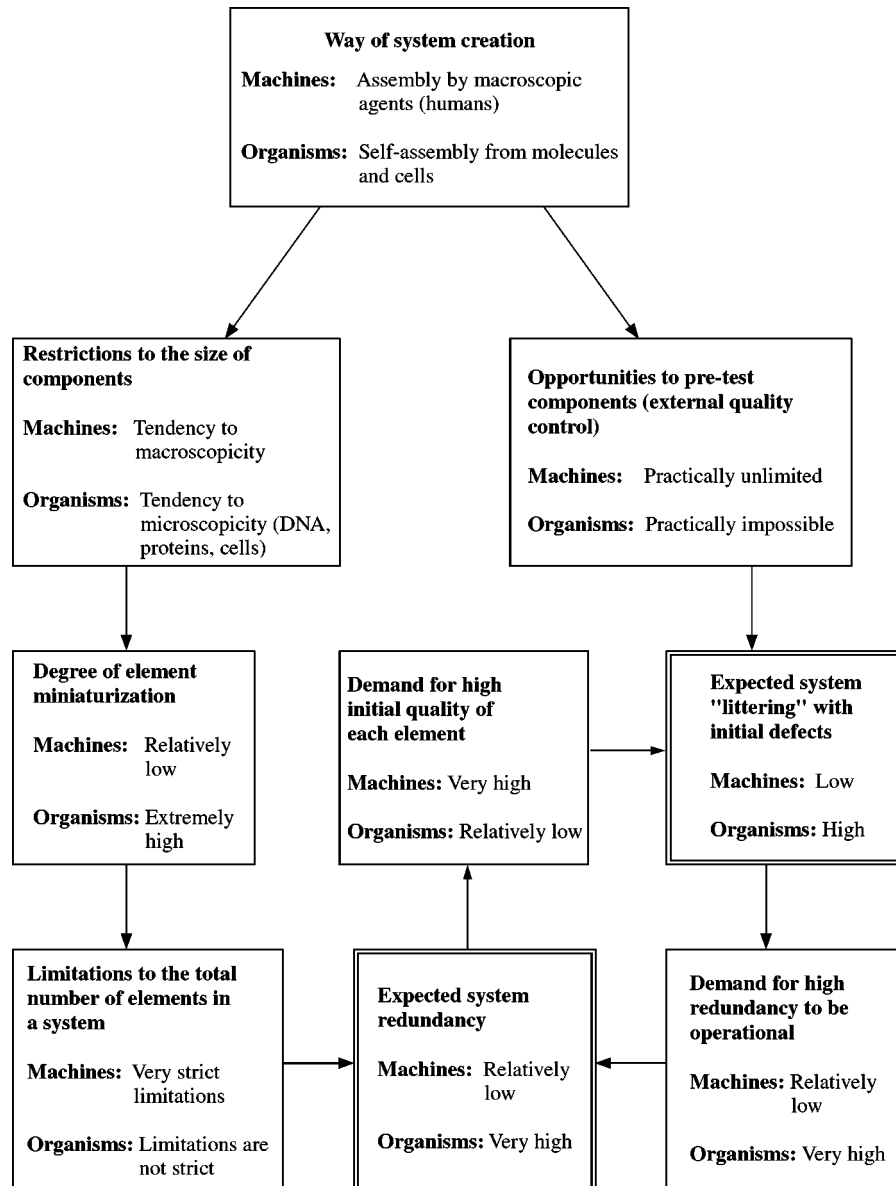 Way of system creation
Machines: Assembly by macroscopic
agents (humans)
Organisms: Self-assembly from molecules
and cells
Restrictions to the size of
components
Machines: Tendency to
macroscopicity
Organisms: Tendency to
microscopicity (DNA,
proteins, cells)
Opportunities to pre-test
components (external quality
control)
Machines: Practically unlimited
Organisms: Practically impossible
Degree of element
miniaturization
Machines: Relatively
low
Organisms: Extremely
high
Demand for high
initial quality of
each element
Machines: Very high
Organisms: Relatively low
Expected system
"littering" with
initial defects
Machines: Low
Organisms: High
Limitations to the total
number of elements in
a system
Machines: Very strict
limitations
Organisms: Limitations are
not strict
Expected system
redundancy
Machines: Relatively
low
Organisms: Very high
Demand for high
redundancy to be
operational
Machines: Relatively
low
Organisms: Very high